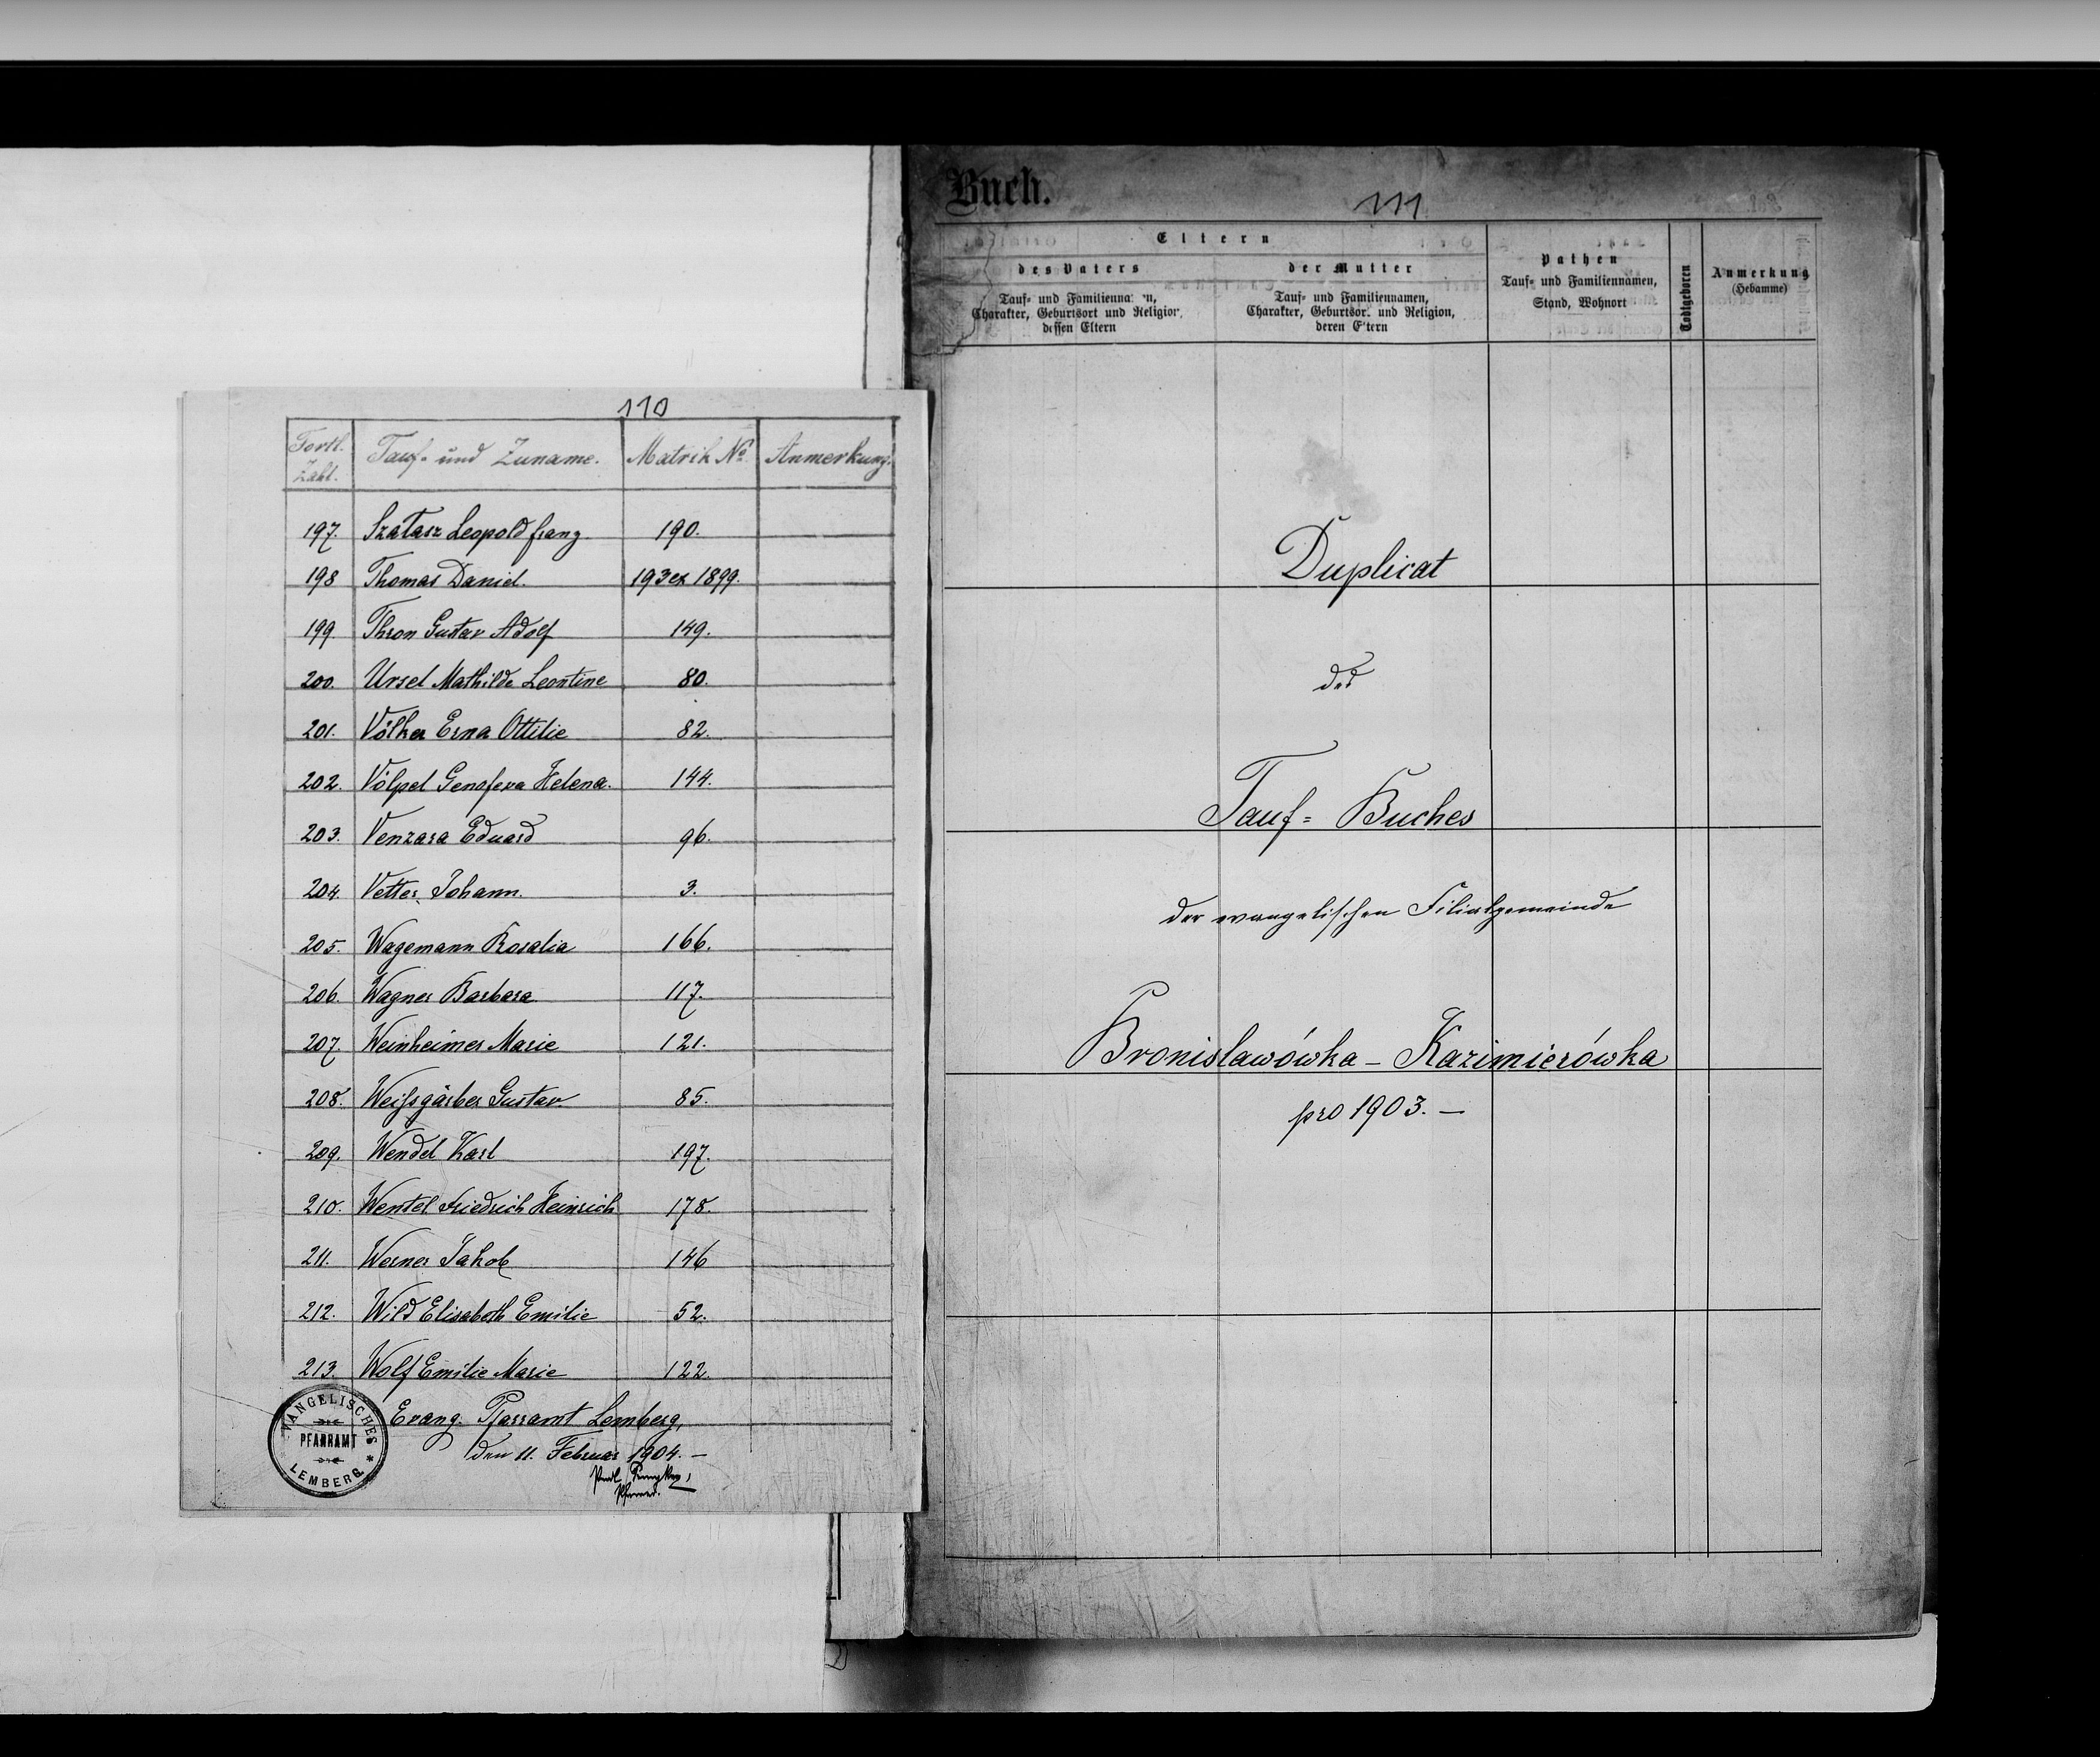 110
Fortl. Zahl. Tauf- und Zuname. Matrik No. Anmerkung.
197. Szatasz Leopold Franz 190.
198 Thomas Daniel. 193 ex 1899.
199 Thron Gustav Adolf 149.
200. Ursel Mathilde Leontine 80.
201. Völker Erna Ottilie 82.
202. Völpel Genofeva Helena. 144.
203. Venzara Eduard 96.
204. Vetter Johann. 3.
205. Wagemann Rosalia 166.
206. Wagner Barbara 117.
207. Weinheimer Marie 121.
208. Weißgärber Gustav 85.
209. Wendel Karl 197.
210. Wentel Friedrich Heinrich 178.
211. Werner Jakob 146
212. Wild Elisabeth Emilie 52.
213. Wolf Emilie Marie 122.
Evang. Pfarramt Lemberg,
den 11. Februar 1904. –
Pfarrer.
EVANGELISCHES
PFARRAMT
LEMBERG *
Buch.
111
Eltern
des Vaters
Tauf- und Familiennamen,
Charakter, Geburtsort und Religion,
dessen Eltern
der Mutter
Tauf- und Familiennamen,
Charakter, Geburtsort und Religion,
deren Eltern
Pathen
Tauf- und Familiennamen,
Stand, Wohnort
Todtgeboren
Anmerkung
(Hebamme)
Duplicat
des
Tauf- Buches
der evangelischen Filialgemeinde
Bronislawówka – Kazimierówka
pro 1903. –